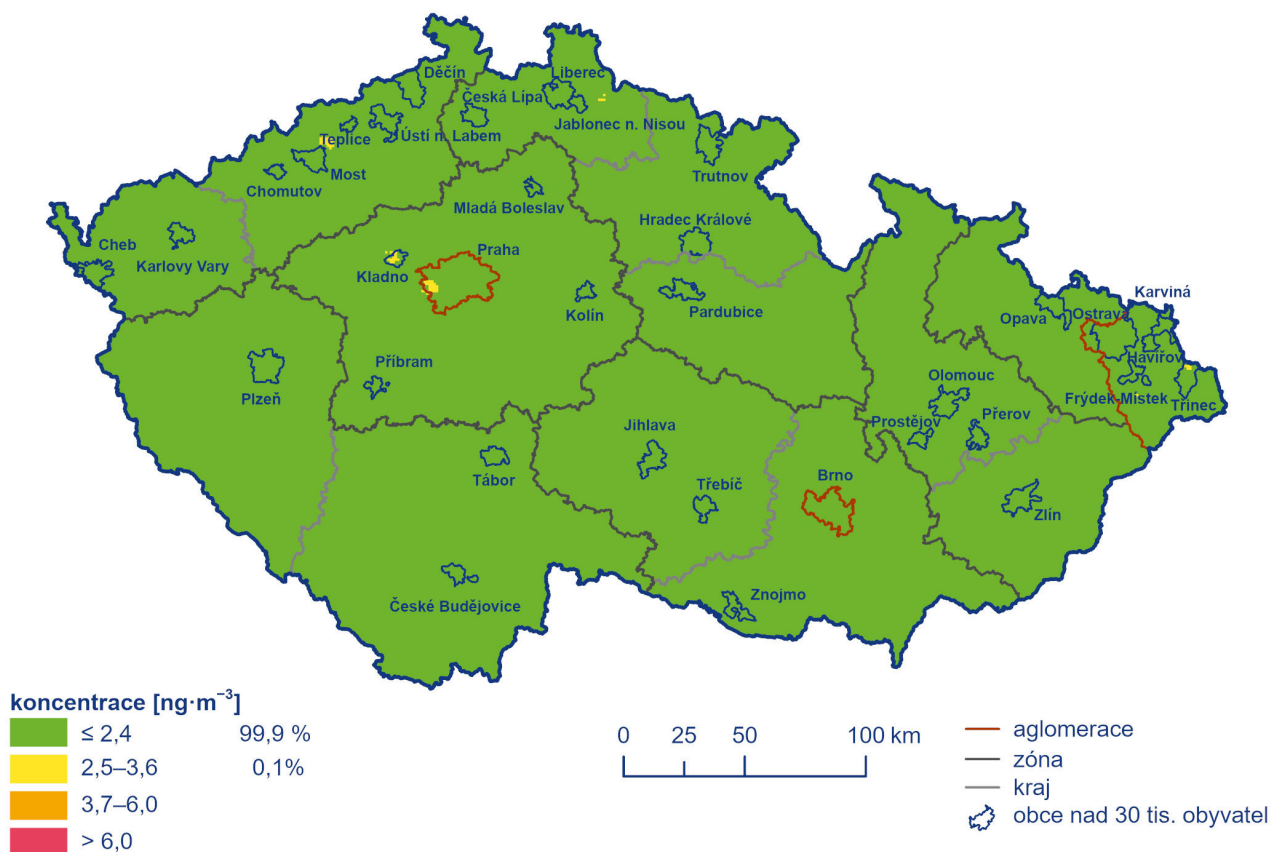 Děčín
Liberec
Česká Lípa
Jablonec n. Nisou
Teplice
Ústí n. Labem
Most
Chomutov
Trutnov
Mladá Boleslav
Hradec Králové
Cheb
Karlovy Vary
Praha
Kladno
Kolín
Pardubice
Karviná
Opava
Ostrava
Havířov
Frýdek-Místek
Třinec
Příbram
Plzeň
Olomouc
Prostějov
Přerov
Jihlava
Tábor
Třebíč
Brno
Zlín
Znojmo
České Budějovice
koncentrace [ng·m⁻³]
≤ 2,4 99,9 %
2,5–3,6 0,1%
3,7–6,0
> 6,0
0 25 50 100 km
aglomerace
zóna
kraj
obce nad 30 tis. obyvatel